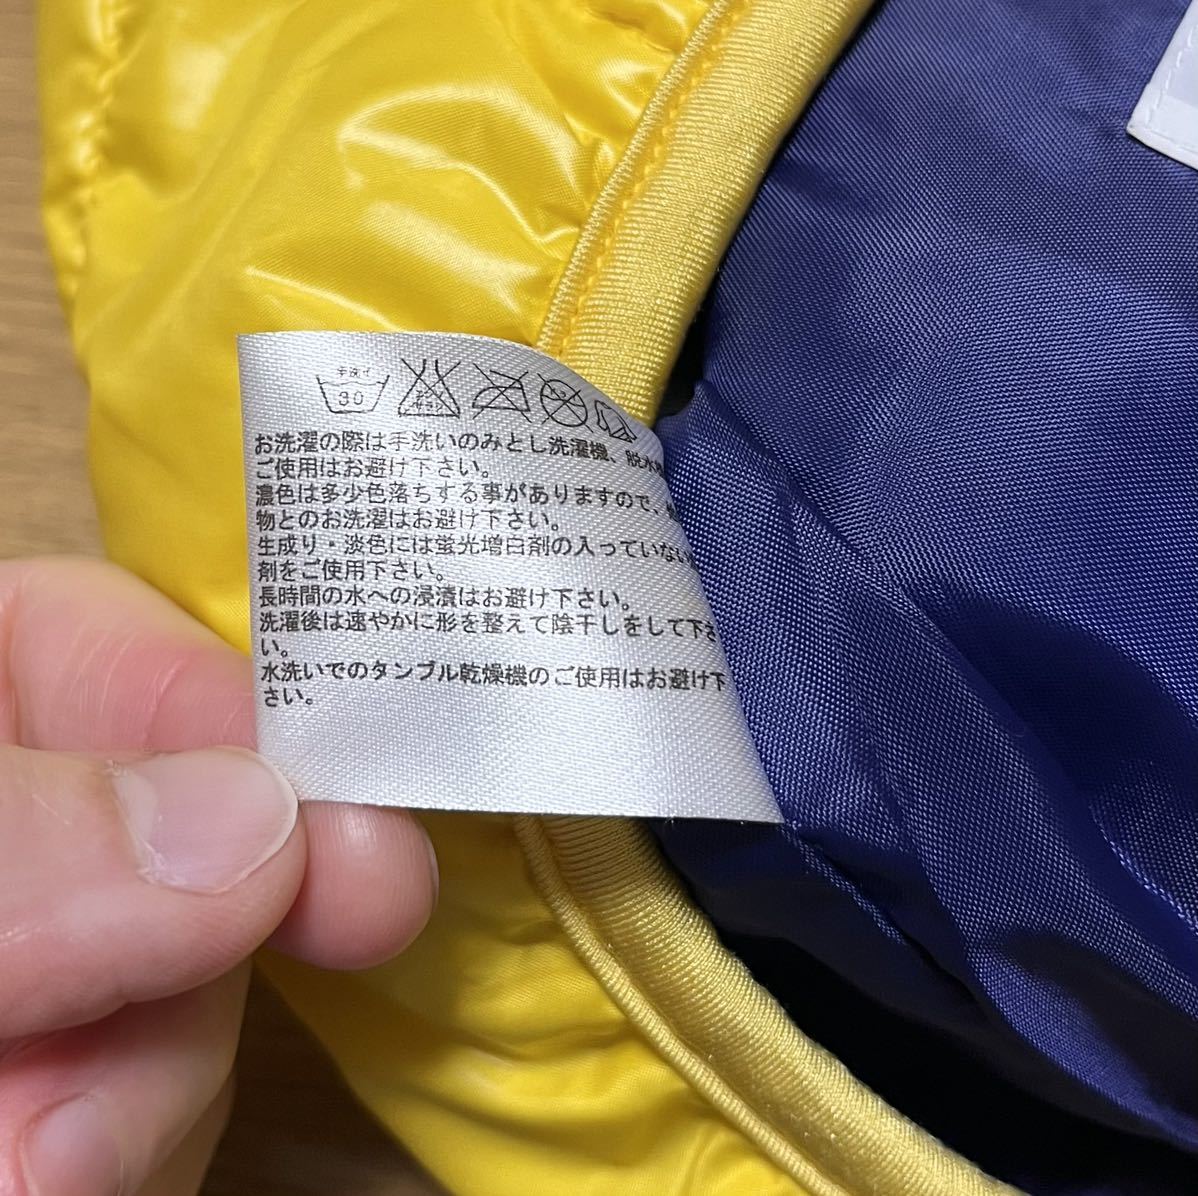 手洗イ
30
お洗濯の際は手洗いのみとし洗濯機、脱水
ご使用はお避け下さい。
濃色は多少色落ちする事がありますので、
物とのお洗濯はお避け下さい。
生成り・淡色には蛍光増白剤の入っていない
剤をご使用下さい。
長時間の水への浸漬はお避け下さい。
洗濯後は速やかに形を整えて陰干しをして下さ
い。
水洗いでのタンブル乾燥機のご使用はお避け下
さい。